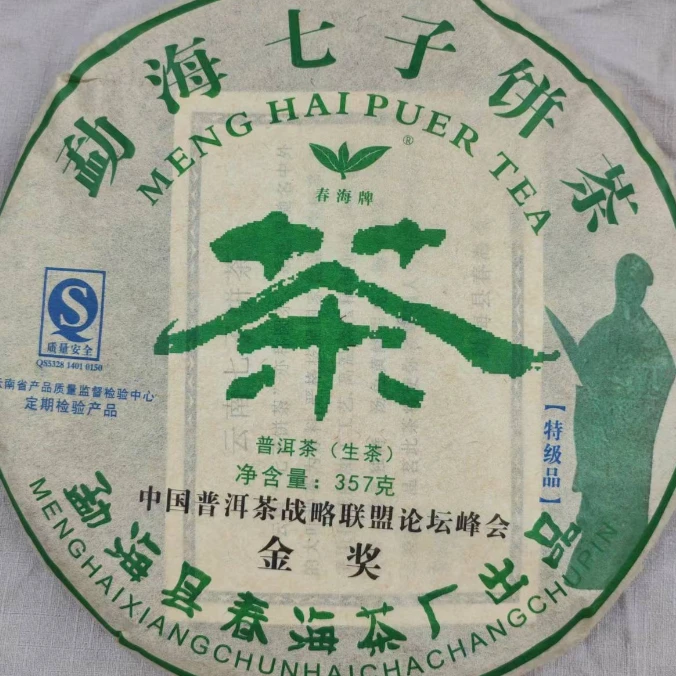 勐海七子饼茶
MENG HAI PUER TEA
®
春海牌
茶
质量安全
QS5328 1401 0150
云南省产品质量监督检验中心
定期检验产品
普洱茶（生茶）
净含量：357克
【特级品】
中国普洱茶战略联盟论坛峰会
金奖
勐海县春海茶厂出品
MENGHAIXIANGCHUNHAICHACHANGCHUPIN